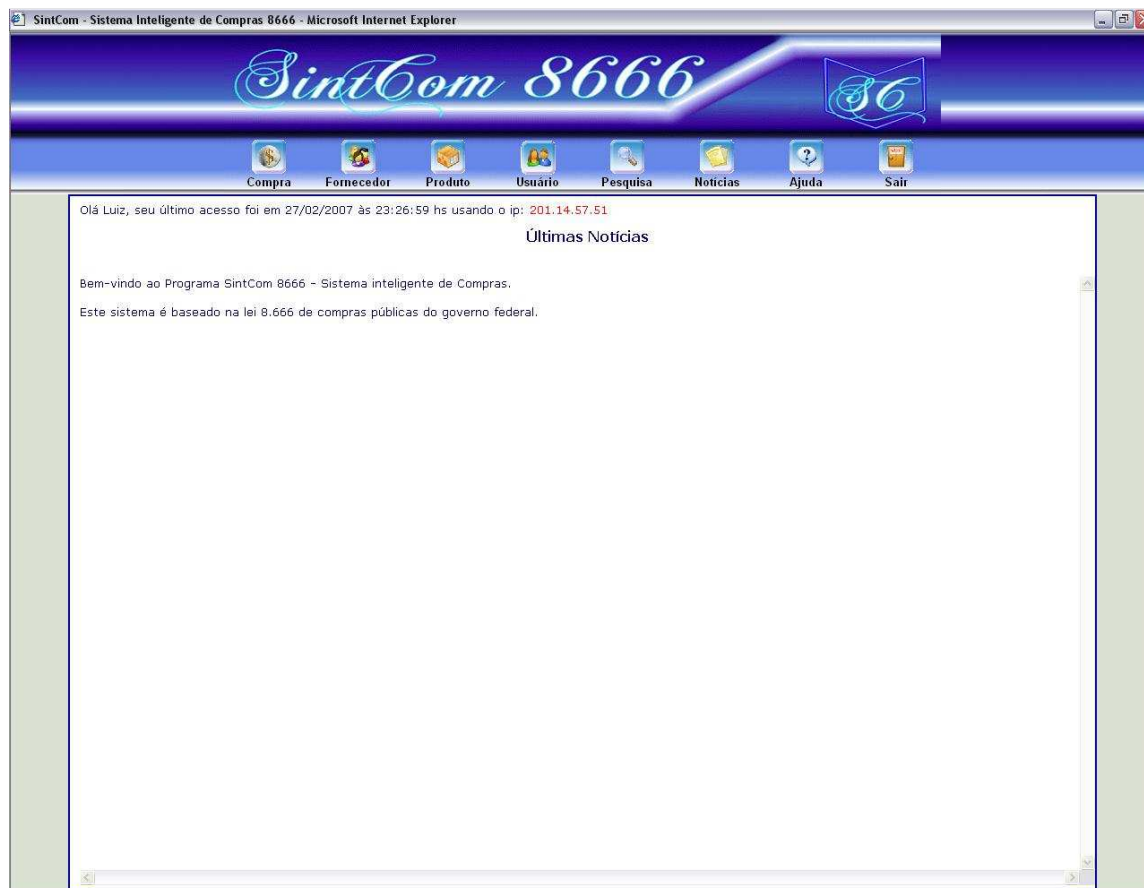 SintCom - Sistema Inteligente de Compras 8666 - Microsoft Internet Explorer
SintCom 8666
SC
Compra Fornecedor Produto Usuário Pesquisa Notícias Ajuda Sair
Olá Luiz, seu último acesso foi em 27/02/2007 às 23:26:59 hs usando o ip: 201.14.57.51
Últimas Notícias
Bem-vindo ao Programa SintCom 8666 - Sistema inteligente de Compras.
Este sistema é baseado na lei 8.666 de compras públicas do governo federal.